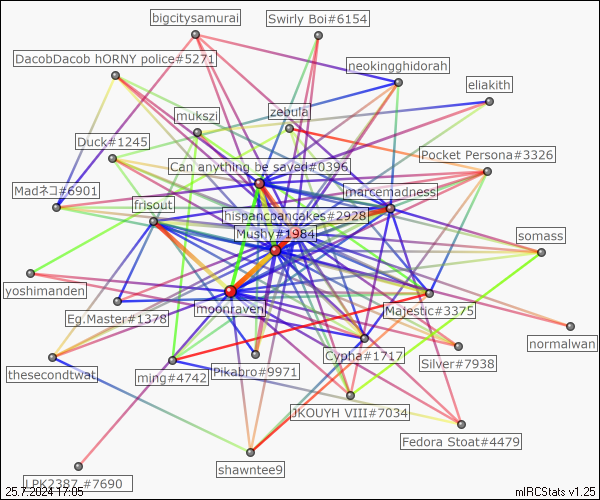 bigcitysamurai
Swirly Boi#6154
DacobDacob hORNY police#5271
neokingghidorah
eliakith
mukszi
zebula
Duck#1245
Pocket Persona#3326
Can anything be saved#0396
Madネコ#6901
marcemadness
frisout
hispanicpancakes#2928
Mushy#1984
somass
yoshimanden
moonraven
Eg.Master#1378
Majestic#3375
normalwan
Cypha#1717
Silver#7938
thesecondtwat
ming#4742
Pikabro#9971
JKOUYH VIII#7034
Fedora Stoat#4479
shawntee9
LPK2387_#7690
25.7.2024 17:05
mIRCStats v1.25